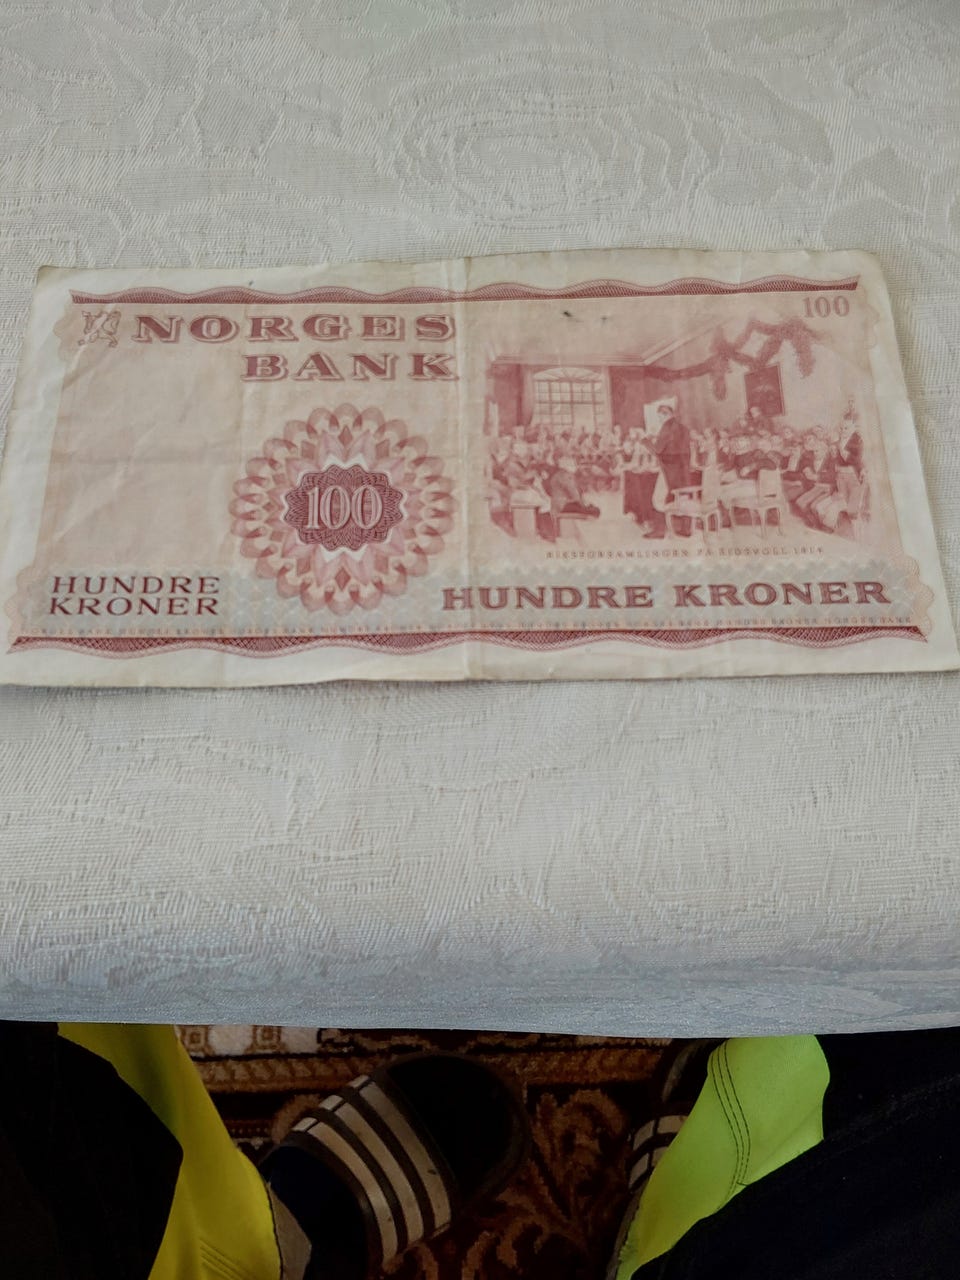 NORGES
BANK
100
100
RIKSFORSAMLINGEN PÅ EIDSVOLL 1814
HUNDRE
KRONER
HUNDRE KRONER